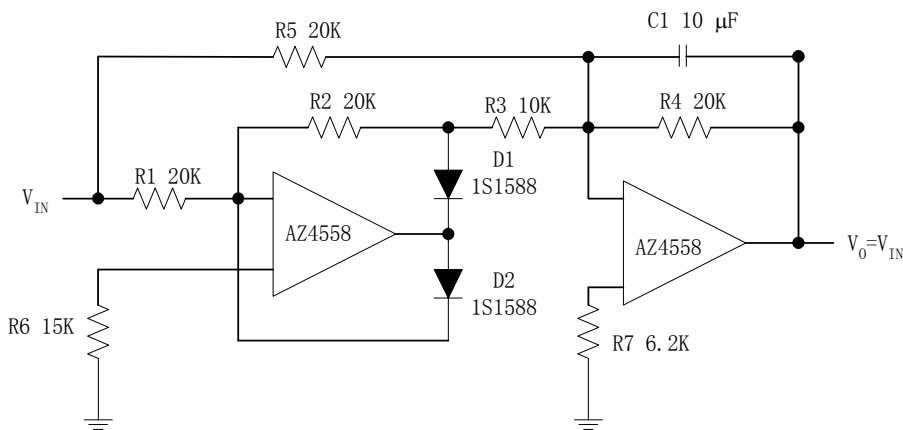 C1 10 μF
R5 20K
R2 20K
R3 10K
R4 20K
D1
1S1588
R1 20K
V_IN
AZ4558
AZ4558
V_O=V_IN
D2
1S1588
R6 15K
R7 6.2K